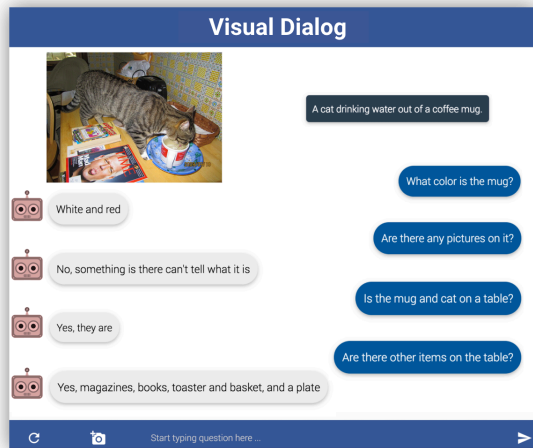 Visual Dialog
A cat drinking water out of a coffee mug.
What color is the mug?
White and red
Are there any pictures on it?
No, something is there can't tell what it is
Is the mug and cat on a table?
Yes, they are
Are there other items on the table?
Yes, magazines, books, toaster and basket, and a plate
Start typing question here ...